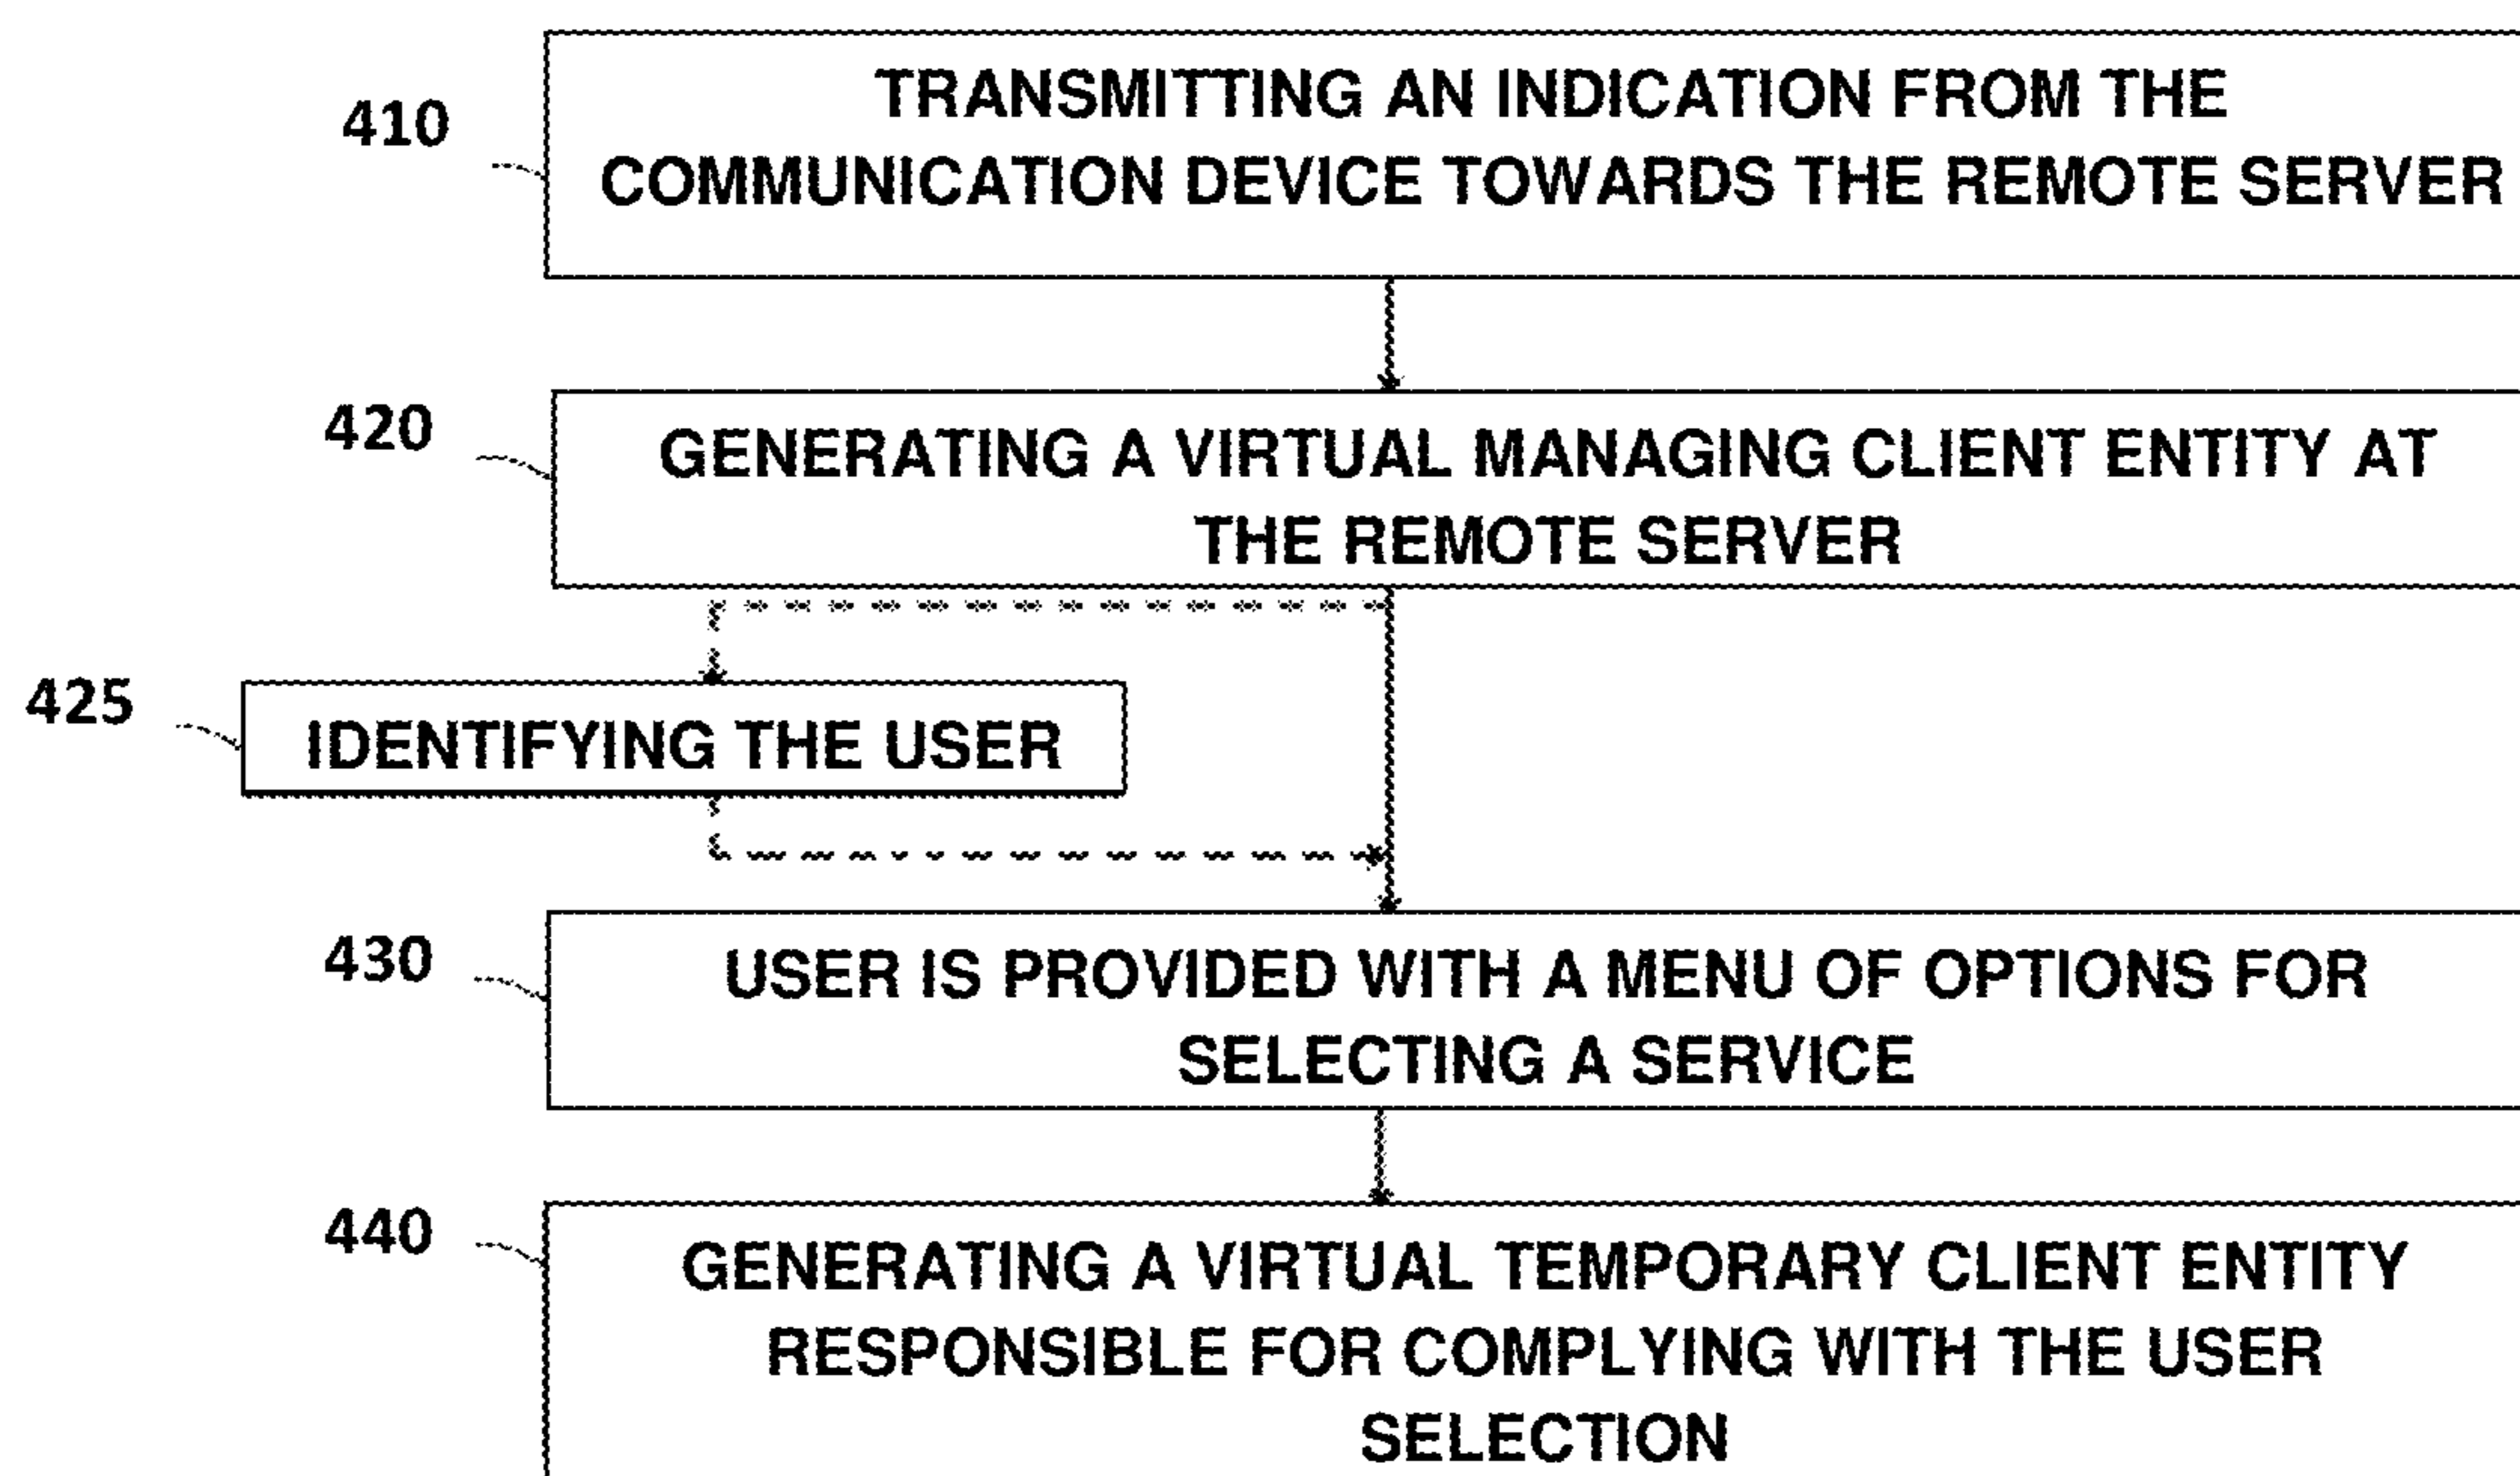 410
TRANSMITTING AN INDICATION FROM THE
COMMUNICATION DEVICE TOWARDS THE REMOTE SERVER
420
GENERATING A VIRTUAL MANAGING CLIENT ENTITY AT
THE REMOTE SERVER
425
IDENTIFYING THE USER
430
USER IS PROVIDED WITH A MENU OF OPTIONS FOR
SELECTING A SERVICE
440
GENERATING A VIRTUAL TEMPORARY CLIENT ENTITY
RESPONSIBLE FOR COMPLYING WITH THE USER
SELECTION